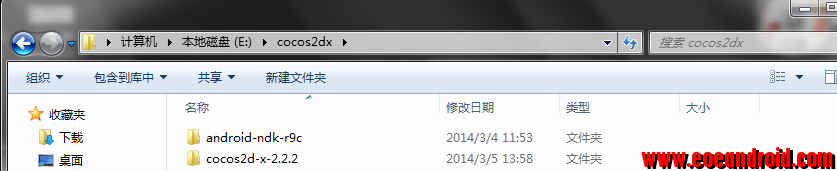 计算机 本地磁盘 (E:) cocos2dx 搜索 cocos2dx
组织 包含到库中 共享 新建文件夹
名称 修改日期 类型 大小
收藏夹
下载 android-ndk-r9c 2014/3/4 11:53 文件夹
桌面 cocos2d-x-2.2.2 2014/3/5 13:58 文件夹
www.eoeandroid.com